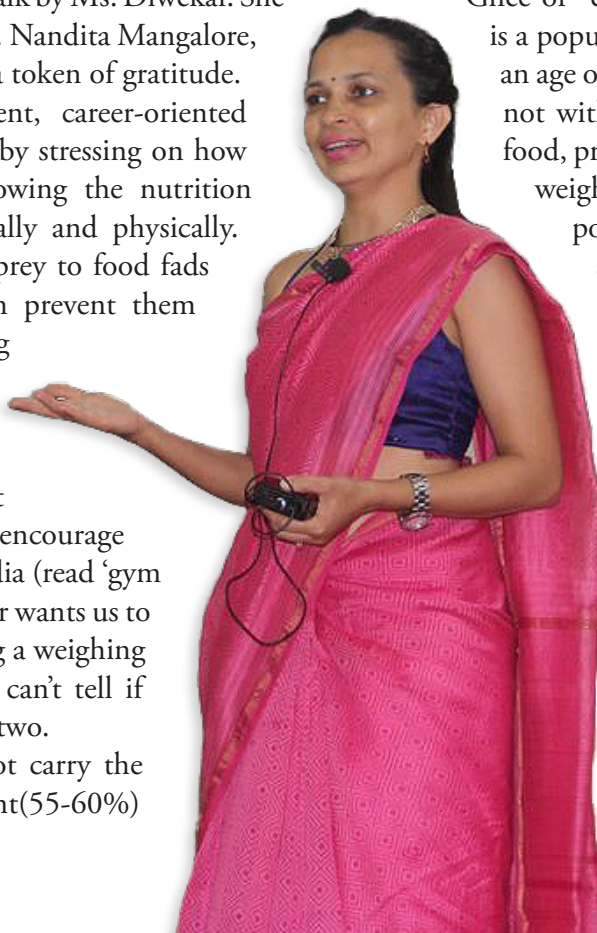 alk by Ms. Diwekar. She
. Nandita Mangalore,
a token of gratitude.
ent, career-oriented
by stressing on how
owing the nutrition
ally and physically.
prey to food fads
n prevent them
g
t
encourage
lia (read ‘gym
r wants us to
g a weighing
can’t tell if
two.
ot carry the
nt(55-60%)
Ghee or
is a popu
an age o
not with
food, pr
weigh
po